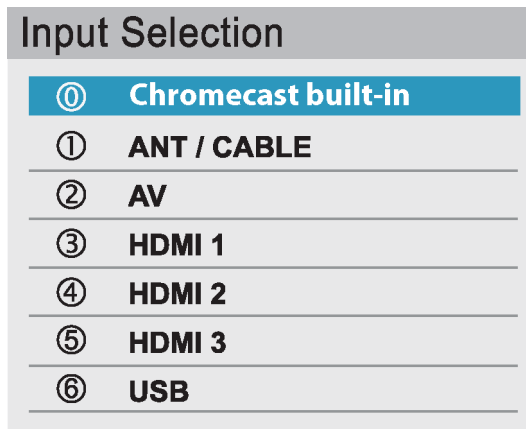 Input Selection
⓪ Chromecast built-in
① ANT / CABLE
② AV
③ HDMI 1
④ HDMI 2
⑤ HDMI 3
⑥ USB